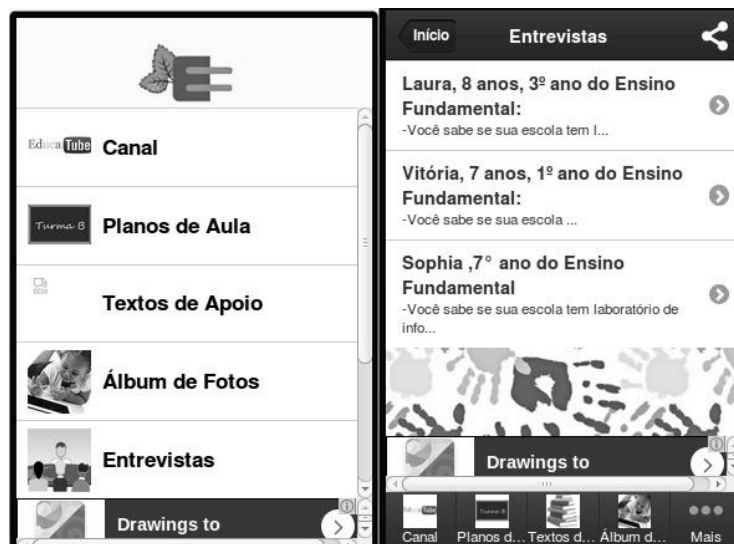 EducaTube
Canal
Turma B
Planos de Aula
Textos de Apoio
Álbum de Fotos
Entrevistas
Drawings to
Início
Entrevistas
Laura, 8 anos, 3º ano do Ensino
Fundamental:
-Você sabe se sua escola tem l...
Vitória, 7 anos, 1º ano do Ensino
Fundamental:
-Você sabe se sua escola ...
Sophia ,7° ano do Ensino
Fundamental
-Você sabe se sua escola tem laboratório de
info...
Drawings to
Canal
Planos d...
Textos d...
Álbum d...
Mais